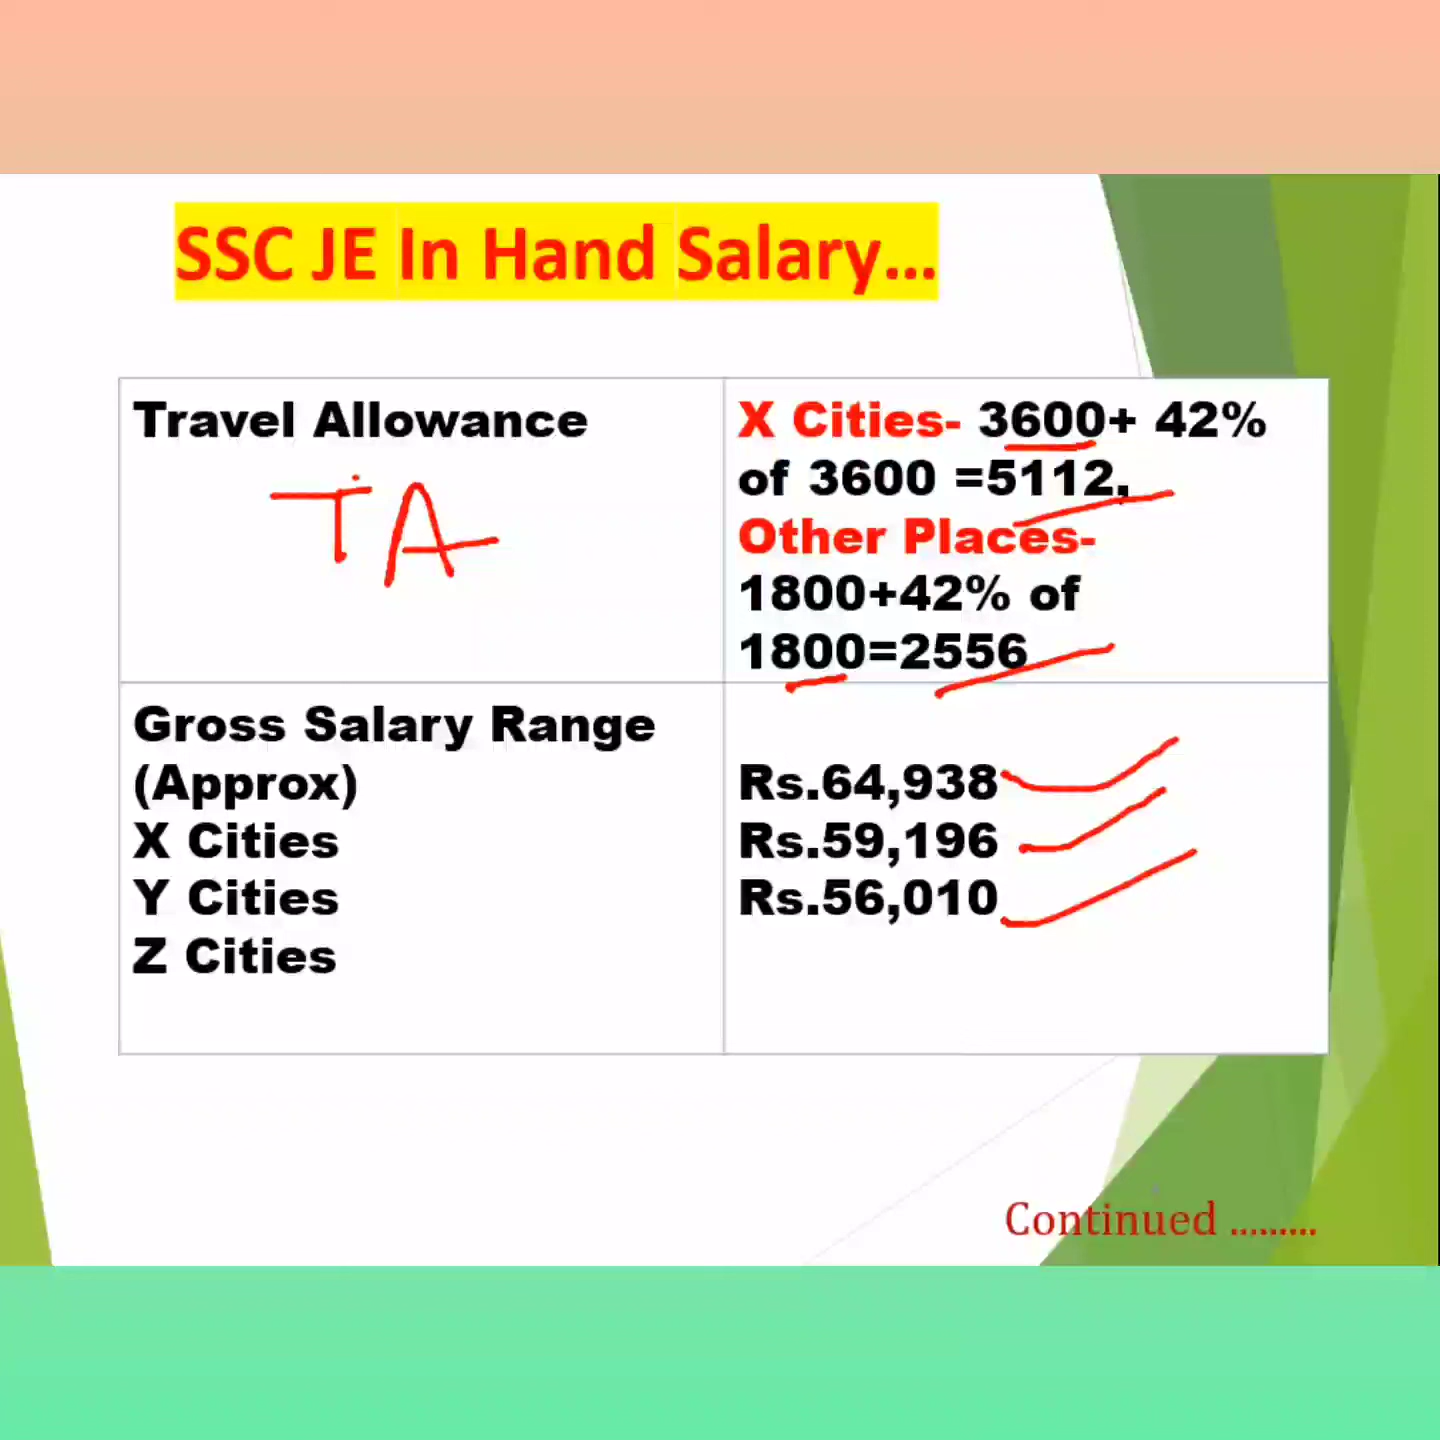 SSC JE In Hand Salary...
Travel Allowance
TA
X Cities- 3600+ 42%
of 3600 =5112,
Other Places-
1800+42% of
1800=2556
Gross Salary Range
(Approx)
X Cities
Y Cities
Z Cities
Rs.64,938
Rs.59,196
Rs.56,010
Continued .........